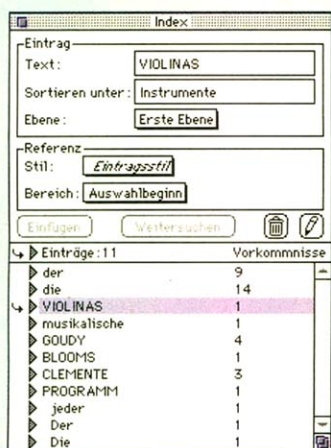 Index
Eintrag
Text: VIOLINAS
Sortieren unter: Instrumente
Ebene: Erste Ebene
Referenz
Stil: Eintragsstil
Bereich: Auswahlbeginn
Einfügen Weitersuchen
Einträge:11 Vorkommnisse
der 9
die 14
VIOLINAS 1
musikalische 1
GOUDY 4
BLOOMS 1
CLEMENTE 3
PROGRAMM 1
jeder 1
Der 1
Die 1